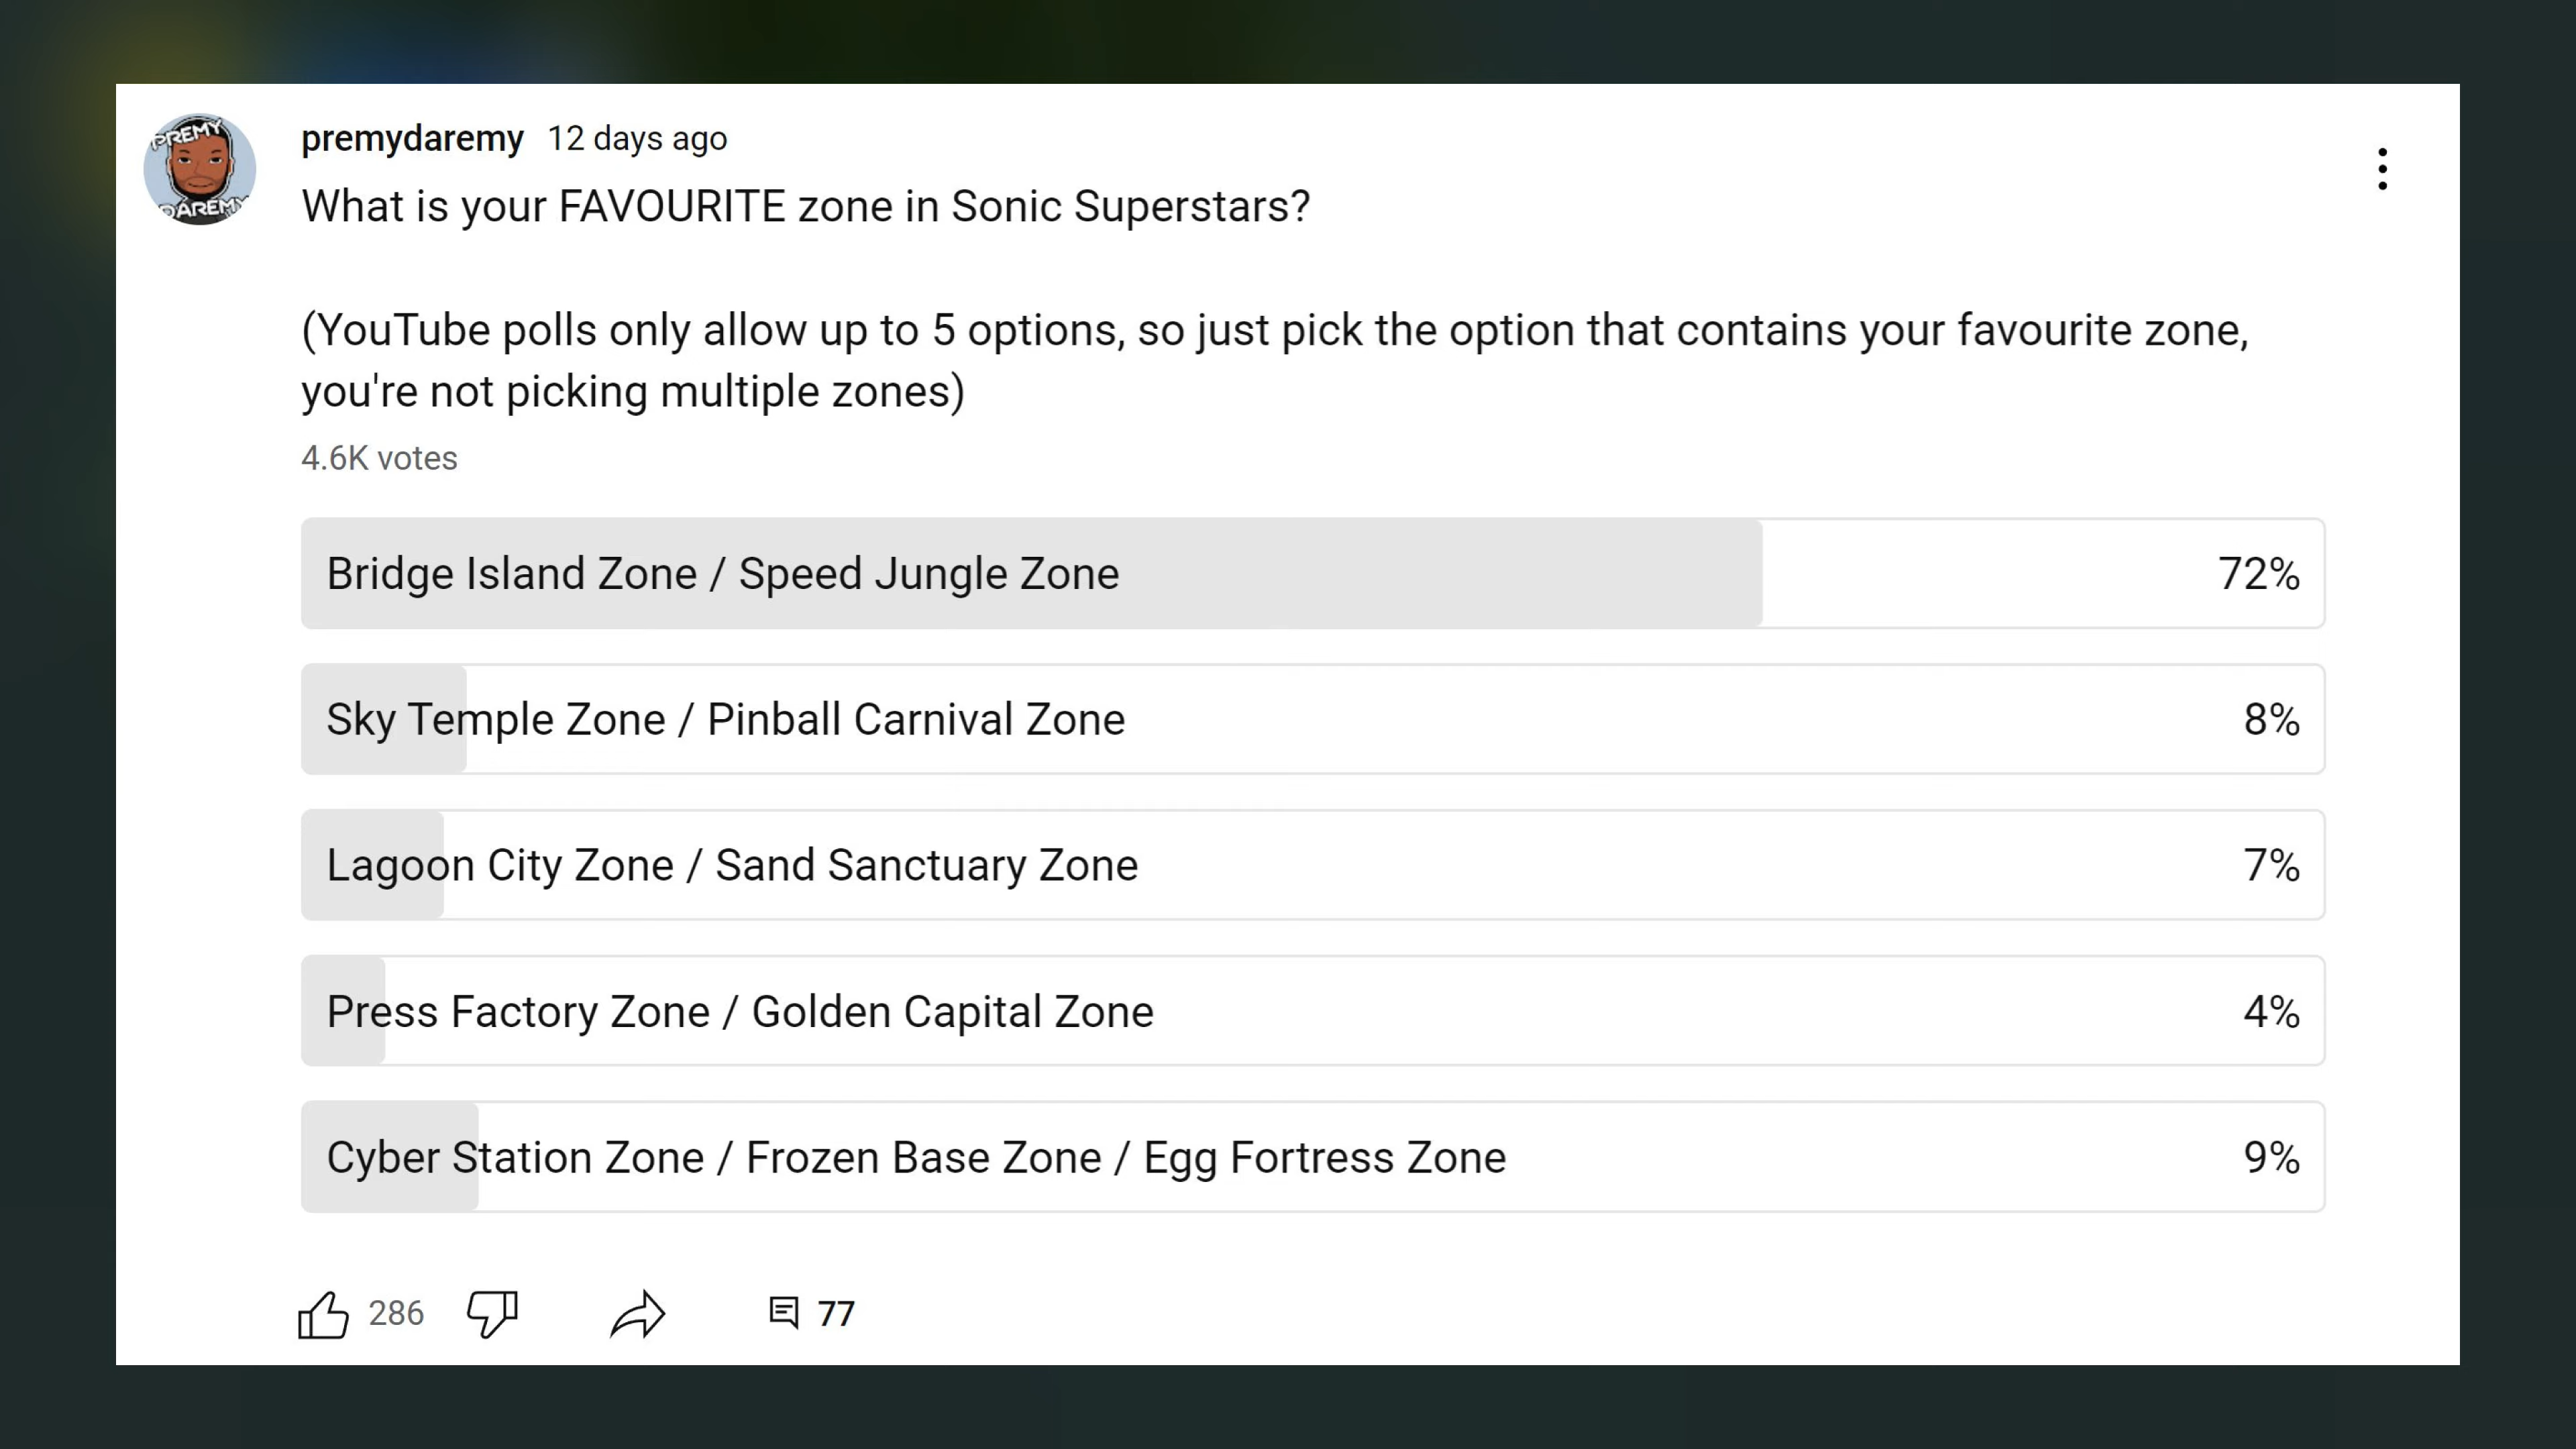 PREMY
DAREMY
premydaremy 12 days ago
What is your FAVOURITE zone in Sonic Superstars?
(YouTube polls only allow up to 5 options, so just pick the option that contains your favourite zone,
you're not picking multiple zones)
4.6K votes
Bridge Island Zone / Speed Jungle Zone 72%
Sky Temple Zone / Pinball Carnival Zone 8%
Lagoon City Zone / Sand Sanctuary Zone 7%
Press Factory Zone / Golden Capital Zone 4%
Cyber Station Zone / Frozen Base Zone / Egg Fortress Zone 9%
286 77